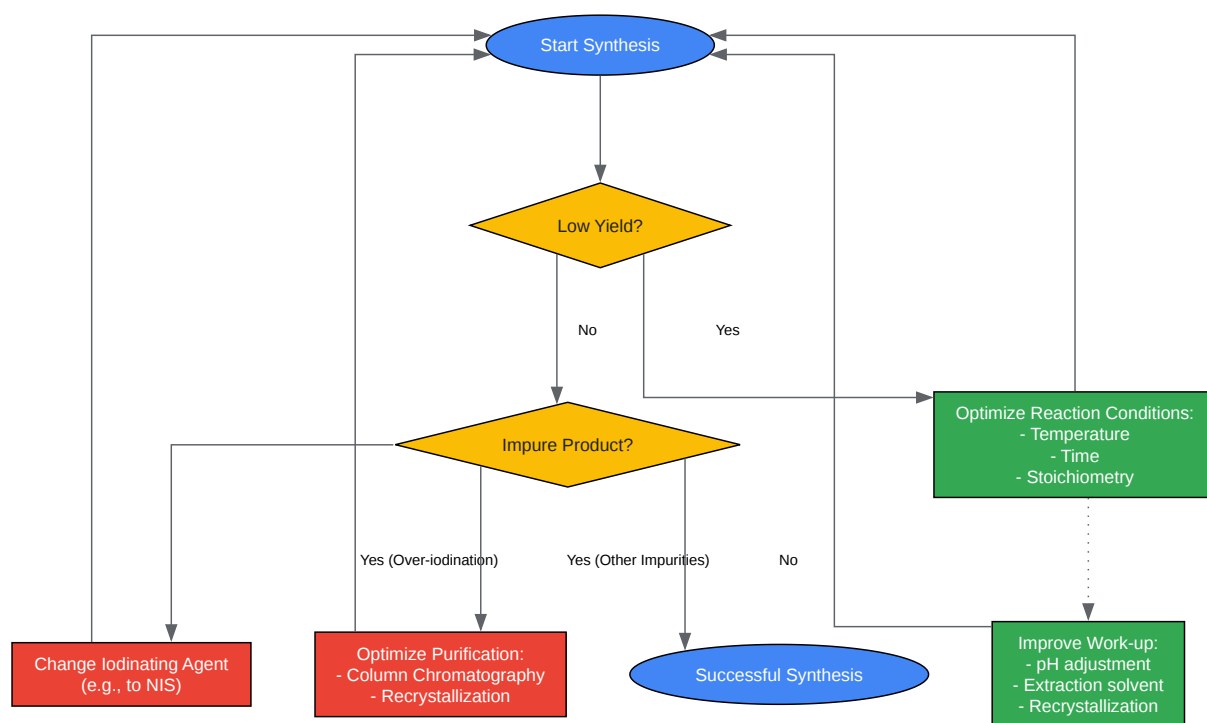 Start Synthesis
Low Yield?
No
Yes
Optimize Reaction Conditions:
- Temperature
- Time
- Stoichiometry
Impure Product?
Yes (Over-iodination)
Yes (Other Impurities)
No
Change Iodinating Agent
(e.g., to NIS)
Optimize Purification:
- Column Chromatography
- Recrystallization
Successful Synthesis
Improve Work-up:
- pH adjustment
- Extraction solvent
- Recrystallization